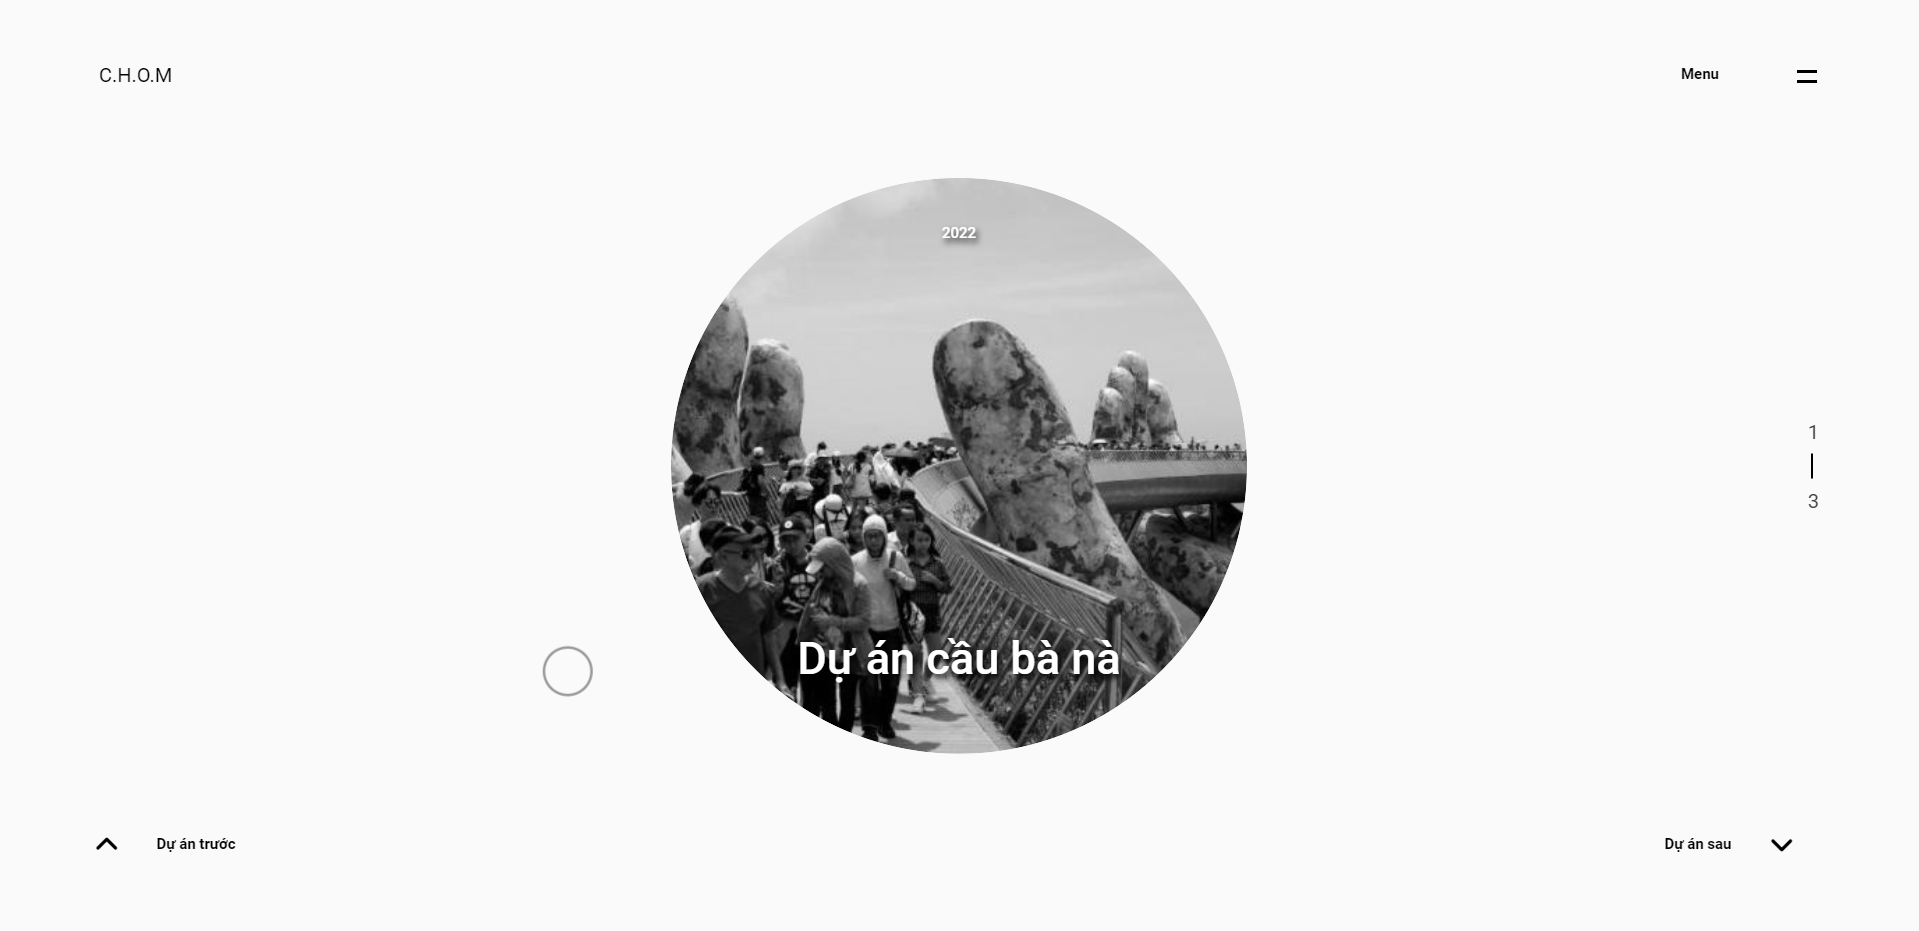 C.H.O.M
Menu
2022
1
3
Dự án cầu bà nà
Dự án trước
Dự án sau